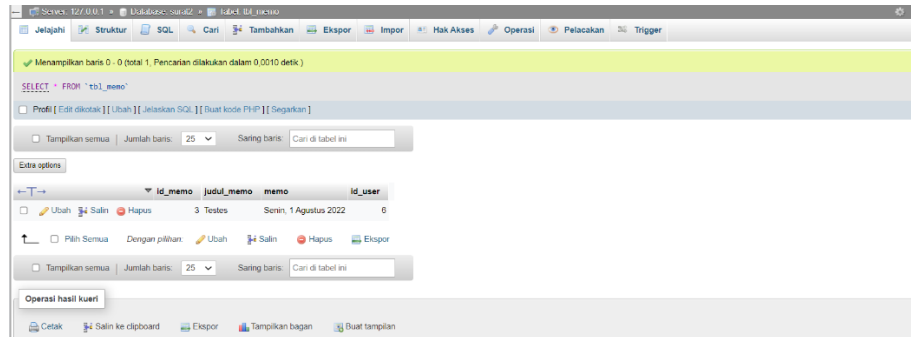 Server: 127.0.0.1 » Database: surat2 » Tabel: tbl_memo
Jelajahi Struktur SQL Cari Tambahkan Ekspor Impor Hak Akses Operasi Pelacakan Trigger
Menampilkan baris 0 - 0 (total 1, Pencarian dilakukan dalam 0,0010 detik.)
SELECT * FROM `tbl_memo`
Profil [ Edit dikotak ] [ Ubah ] [ Jelaskan SQL ] [ Buat kode PHP ] [ Segarkan ]
Tampilkan semua | Jumlah baris: 25 Saring baris: Cari di tabel ini
Extra options
←T→ id_memo judul_memo memo id_user
Ubah Salin Hapus 3 Testes Senin, 1 Agustus 2022 6
Pilih Semua Dengan pilihan: Ubah Salin Hapus Ekspor
Tampilkan semua | Jumlah baris: 25 Saring baris: Cari di tabel ini
Operasi hasil kueri
Cetak Salin ke clipboard Ekspor Tampilkan bagan Buat tampilan